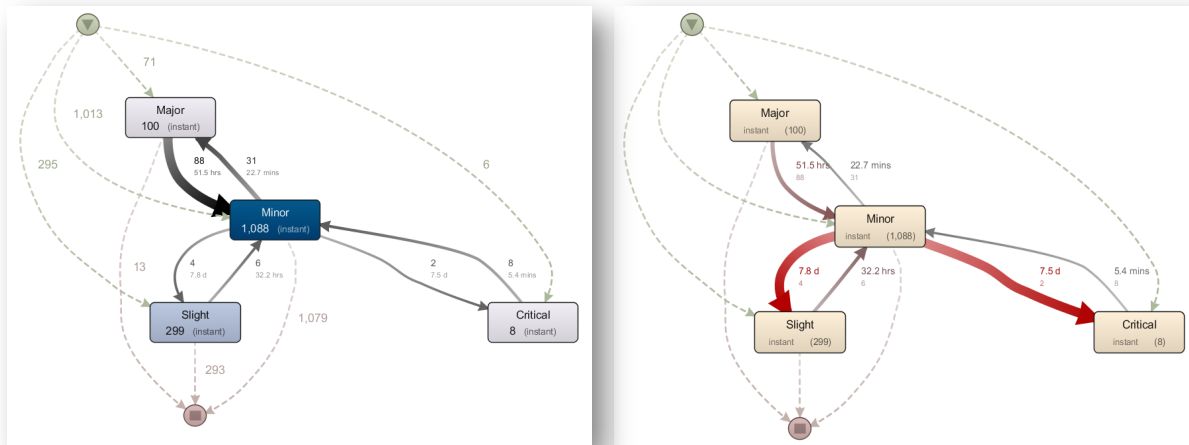 71
Major
100 (instant)
1,013
88
51.5 hrs
31
22.7 mins
295
6
Minor
1,088 (instant)
4
7.8 d
6
32.2 hrs
2
7.5 d
8
5.4 mins
13
Slight
299 (instant)
1,079
Critical
8 (instant)
293
Major
instant (100)
51.5 hrs
88
22.7 mins
31
Minor
instant (1,088)
7.8 d
4
32.2 hrs
6
7.5 d
2
5.4 mins
8
Slight
instant (299)
Critical
instant (8)